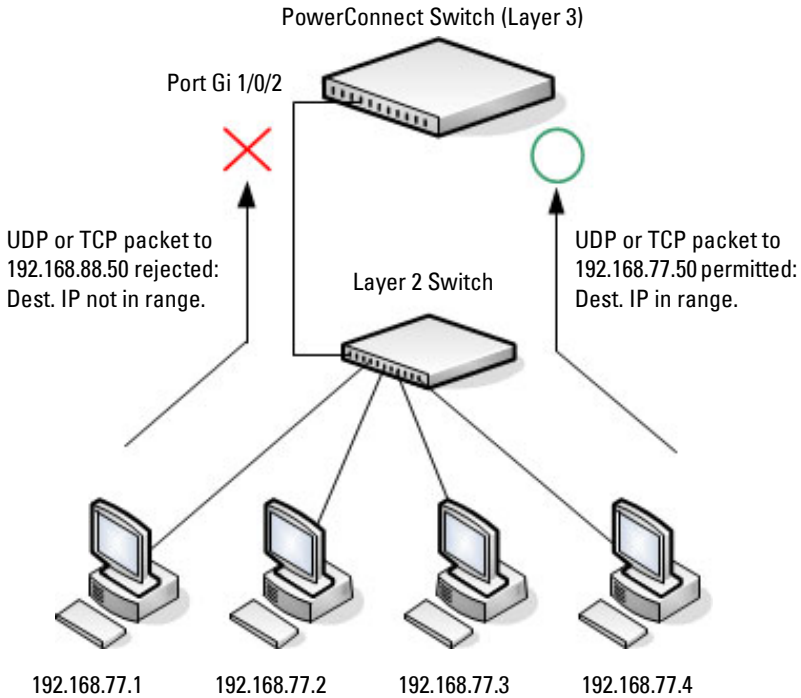 PowerConnect Switch (Layer 3)
Port Gi 1/0/2
UDP or TCP packet to
192.168.88.50 rejected:
Dest. IP not in range.
UDP or TCP packet to
192.168.77.50 permitted:
Dest. IP in range.
Layer 2 Switch
192.168.77.1
192.168.77.2
192.168.77.3
192.168.77.4